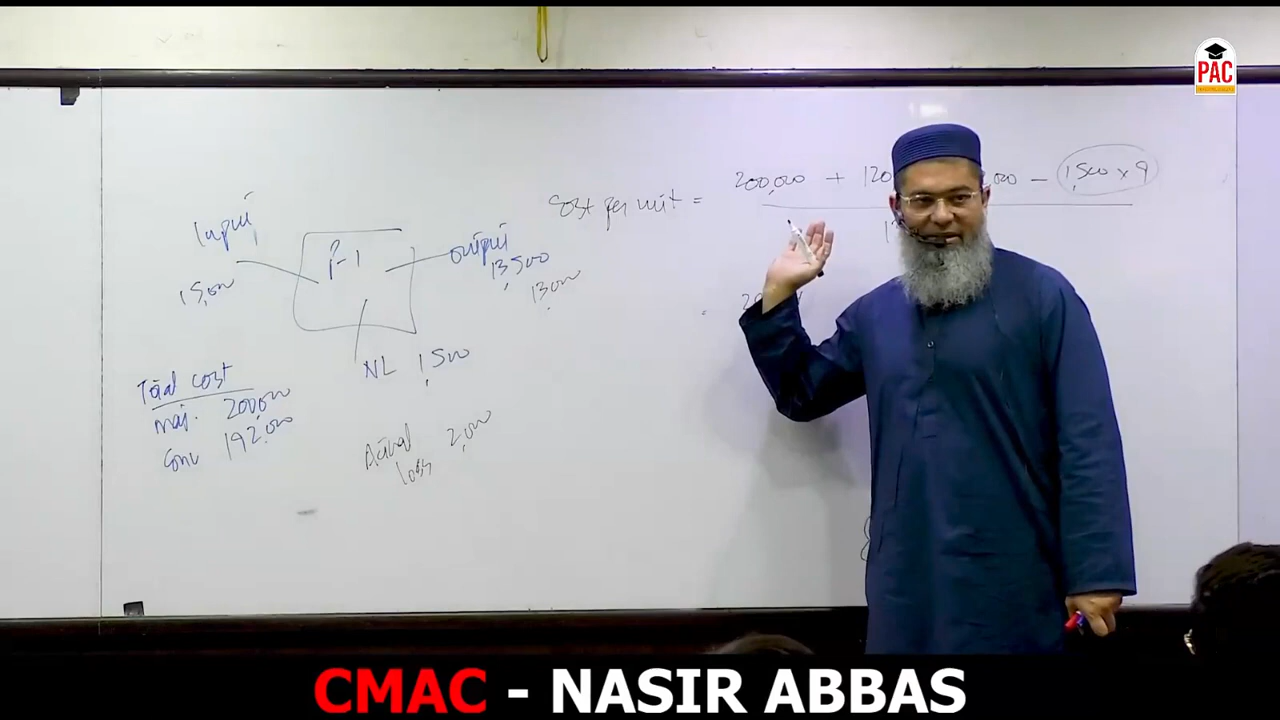 PAC
Input
15,000
P-1
output
13,500
13,000
NL 1,500
Total cost
Mat. 200,000
Conv 192,000
Actual loss 2,000
Cost per unit = 200,000 + 120 ,000 - 1,500 x 9
=
CMAC - NASIR ABBAS